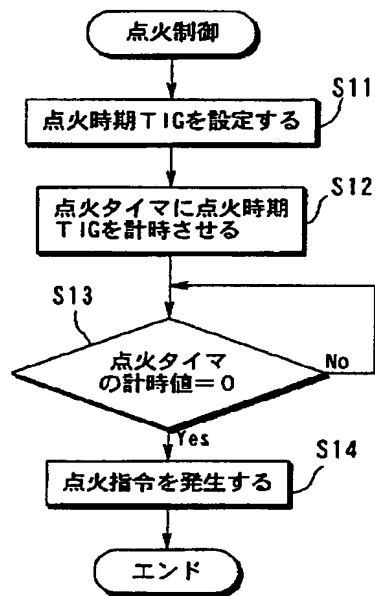 点火制御
S11
点火時期TIGを設定する
S12
点火タイマに点火時期
TIGを計時させる
S13
点火タイマ
の計時値=0
No
Yes
S14
点火指令を発生する
エンド